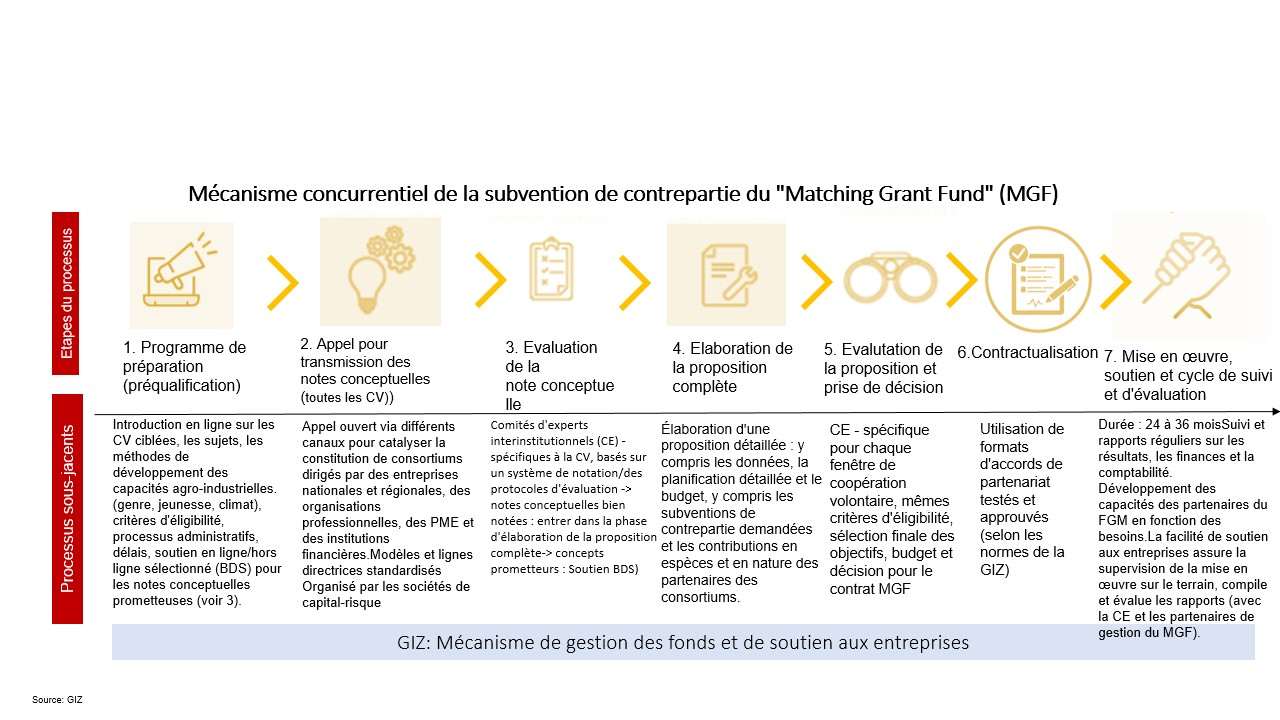 Mécanisme concurrentiel de la subvention de contrepartie du "Matching Grant Fund" (MGF)
Etapes du processus
1. Programme de
préparation
(préqualification)
2. Appel pour
transmission des
notes conceptuelles
(toutes les CV))
3. Evaluation
de la
note conceptue
lle
4. Elaboration de
la proposition
complète
5. Evalutation de
la proposition et
prise de décision
6.Contractualisation
7. Mise en œuvre,
soutien et cycle de suivi
et d'évaluation
Processus sous-jacents
Introduction en ligne sur les
CV ciblées, les sujets, les
méthodes de
développement des
capacités agro-industrielles.
(genre, jeunesse, climat),
critères d'éligibilité,
processus administratifs,
délais, soutien en ligne/hors
ligne sélectionné (BDS) pour
les notes conceptuelles
prometteuses (voir 3).
Appel ouvert via différents
canaux pour catalyser la
constitution de consortiums
dirigés par des entreprises
nationales et régionales, des
organisations
professionnelles, des PME et
des institutions
financières.Modèles et lignes
directrices standardisés
Organisé par les sociétés de
capital-risque
Comités d'experts
interinstitutionnels (CE) -
spécifiques à la CV, basés sur
un système de notation/des
protocoles d'évaluation ->
notes conceptuelles bien
notées : entrer dans la phase
d'élaboration de la proposition
complète-> concepts
prometteurs : Soutien BDS)
Élaboration d'une
proposition détaillée : y
compris les données, la
planification détaillée et le
budget, y compris les
subventions de
contrepartie demandées
et les contributions en
espèces et en nature des
partenaires des
consortiums.
CE - spécifique
pour chaque
fenêtre de
coopération
volontaire, mêmes
critères d'éligibilité,
sélection finale des
objectifs, budget et
décision pour le
contrat MGF
Utilisation de
formats
d'accords de
partenariat
testés et
approuvés
(selon les
normes de la
GIZ)
Durée : 24 à 36 moisSuivi et
rapports réguliers sur les
résultats, les finances et la
comptabilité.
Développement des
capacités des partenaires du
FGM en fonction des
besoins.La facilité de soutien
aux entreprises assure la
supervision de la mise en
œuvre sur le terrain, compile
et évalue les rapports (avec
la CE et les partenaires de
gestion du MGF).
GIZ: Mécanisme de gestion des fonds et de soutien aux entreprises
Source: GIZ